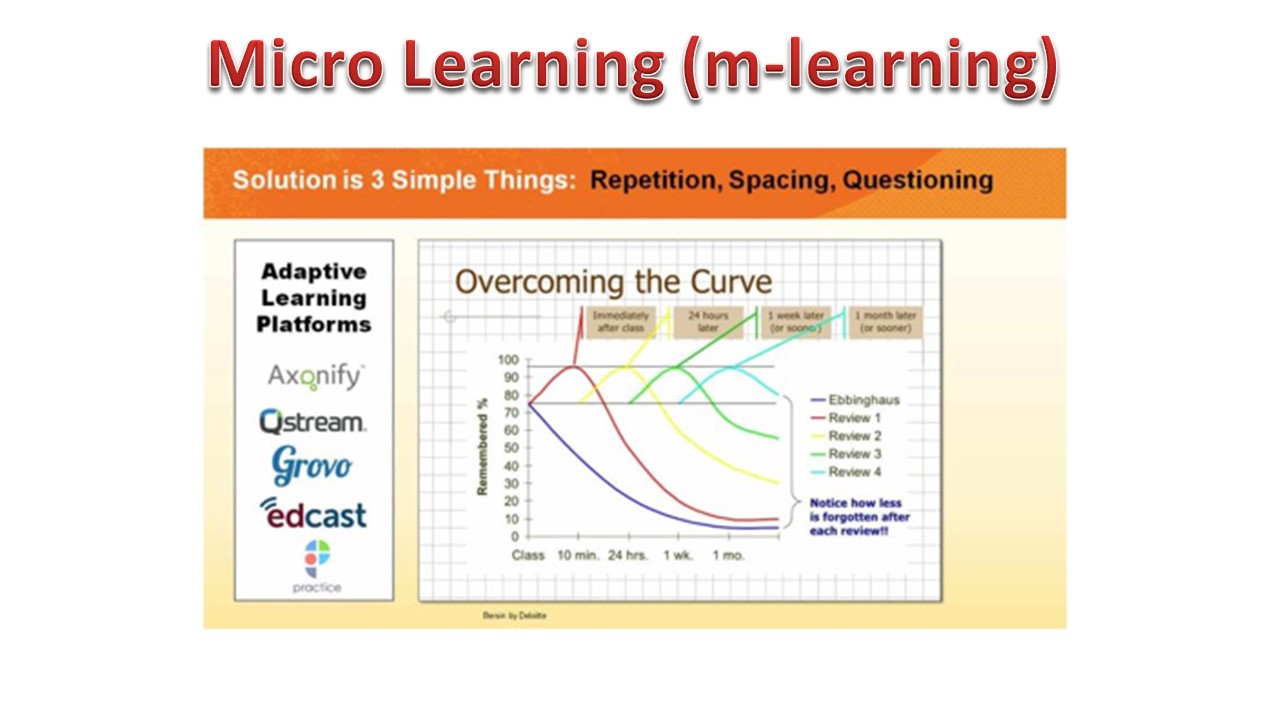 Micro Learning (m-learning)
Solution is 3 Simple Things: Repetition, Spacing, Questioning
Adaptive
Learning
Platforms
Axonify
Qstream.
Grovo
edcast
practice
Overcoming the Curve
Immediately
after class
24 hours
later
1 week later
(or sooner)
1 month later
(or sooner)
Remembered %
100
90
80
70
60
50
40
30
20
10
0
Class 10 min. 24 hrs. 1 wk. 1 mo.
Ebbinghaus
Review 1
Review 2
Review 3
Review 4
Notice how less
is forgotten after
each review!!
Bersin by Deloitte